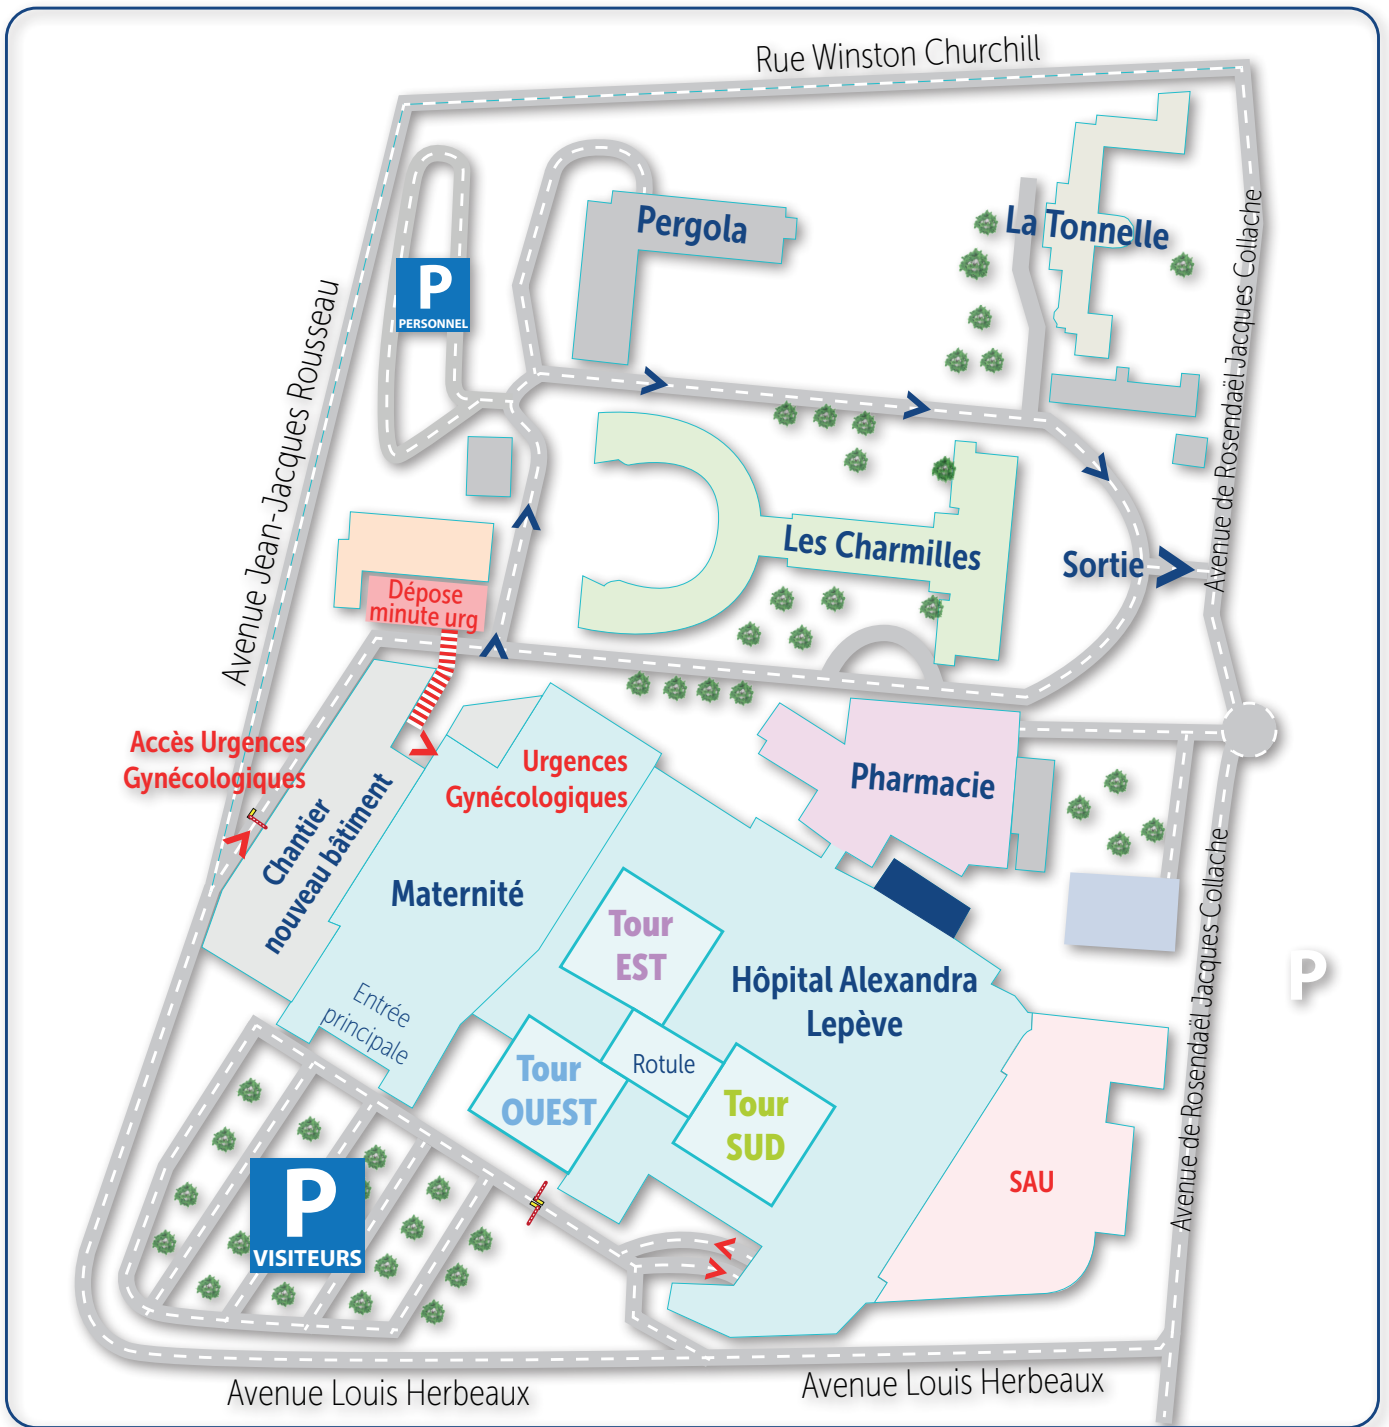 Rue Winston Churchill
Pergola
La Tonnelle
P
PERSONNEL
Avenue Jean-Jacques Rousseau
Avenue de Rosendaël Jacques Collache
Les Charmilles
Sortie
Dépose
minute urg
Accès Urgences
Gynécologiques
Urgences
Gynécologiques
Chantier
nouveau bâtiment
Pharmacie
Maternité
Tour
EST
Hôpital Alexandra
Lepève
Entrée
principale
Rotule
Tour
OUEST
Tour
SUD
SAU
Avenue de Rosendaël Jacques Collache
P
P
VISITEURS
Avenue Louis Herbeaux
Avenue Louis Herbeaux